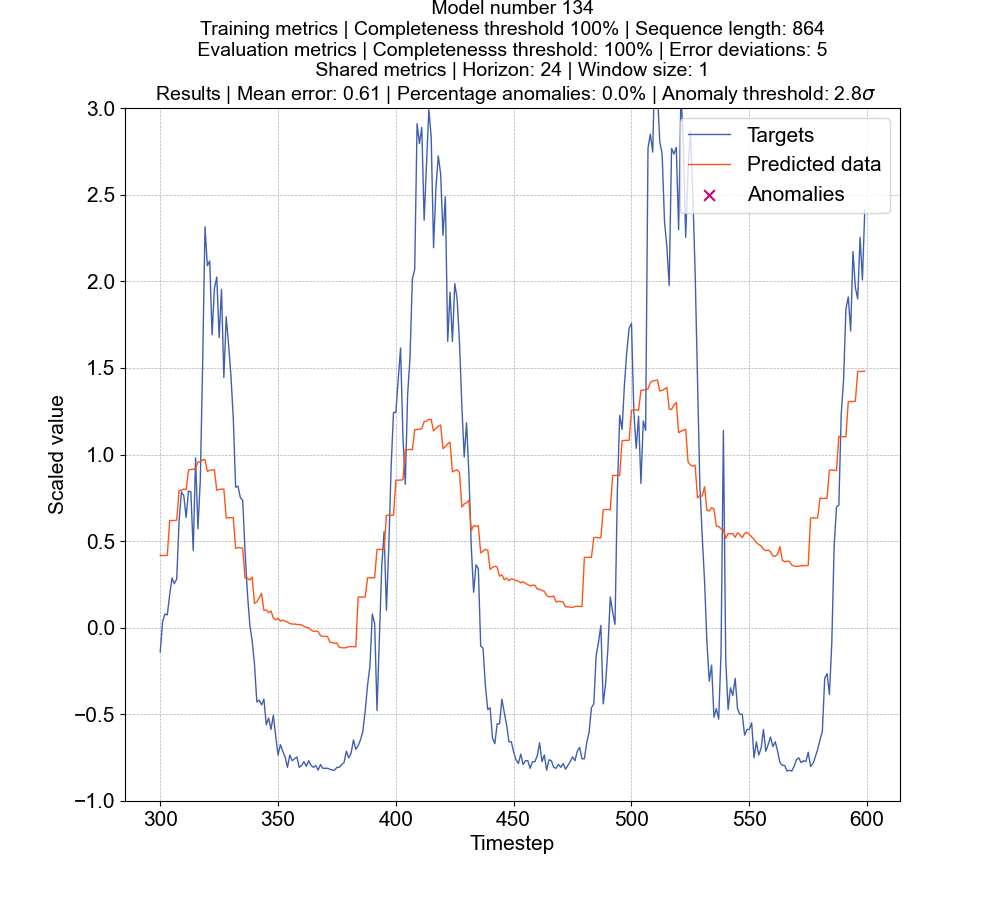 Model number 134
Training metrics | Completeness threshold 100% | Sequence length: 864
Evaluation metrics | Completenesss threshold: 100% | Error deviations: 5
Shared metrics | Horizon: 24 | Window size: 1
Results | Mean error: 0.61 | Percentage anomalies: 0.0% | Anomaly threshold: 2.8σ
Targets
Predicted data
Anomalies
Scaled value
3.0
2.5
2.0
1.5
1.0
0.5
0.0
−0.5
−1.0
300 350 400 450 500 550 600
Timestep